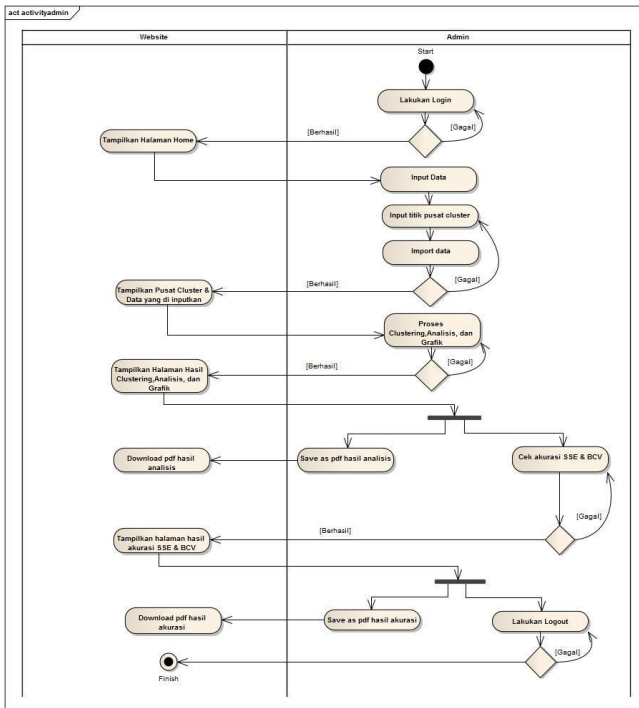 act activityadmin
Website
Admin
Start
Lakukan Login
[Gagal]
[Berhasil]
Tampilkan Halaman Home
Input Data
Input titik pusat cluster
Import data
[Gagal]
[Berhasil]
Tampilkan Pusat Cluster &
Data yang di inputkan
Proses
Clustering,Analisis, dan
Grafik
[Gagal]
[Berhasil]
Tampilkan Halaman Hasil
Clustering,Analisis, dan
Grafik
Download pdf hasil
analisis
Save as pdf hasil analisis
Cek akurasi SSE & BCV
[Gagal]
[Berhasil]
Tampilkan halaman hasil
akurasi SSE & BCV
Download pdf hasil
akurasi
Save as pdf hasil akurasi
Lakukan Logout
[Gagal]
Finish